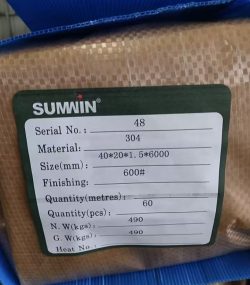 SUMWIN®
Serial No.: 48
Material: 304
Size(mm): 40*20*1.5*6000
Finishing: 600#
Quantity(metres):
Quantity(pcs): 60
N. W(kgs): 490
G. W(kgs): 490
Heat No.: